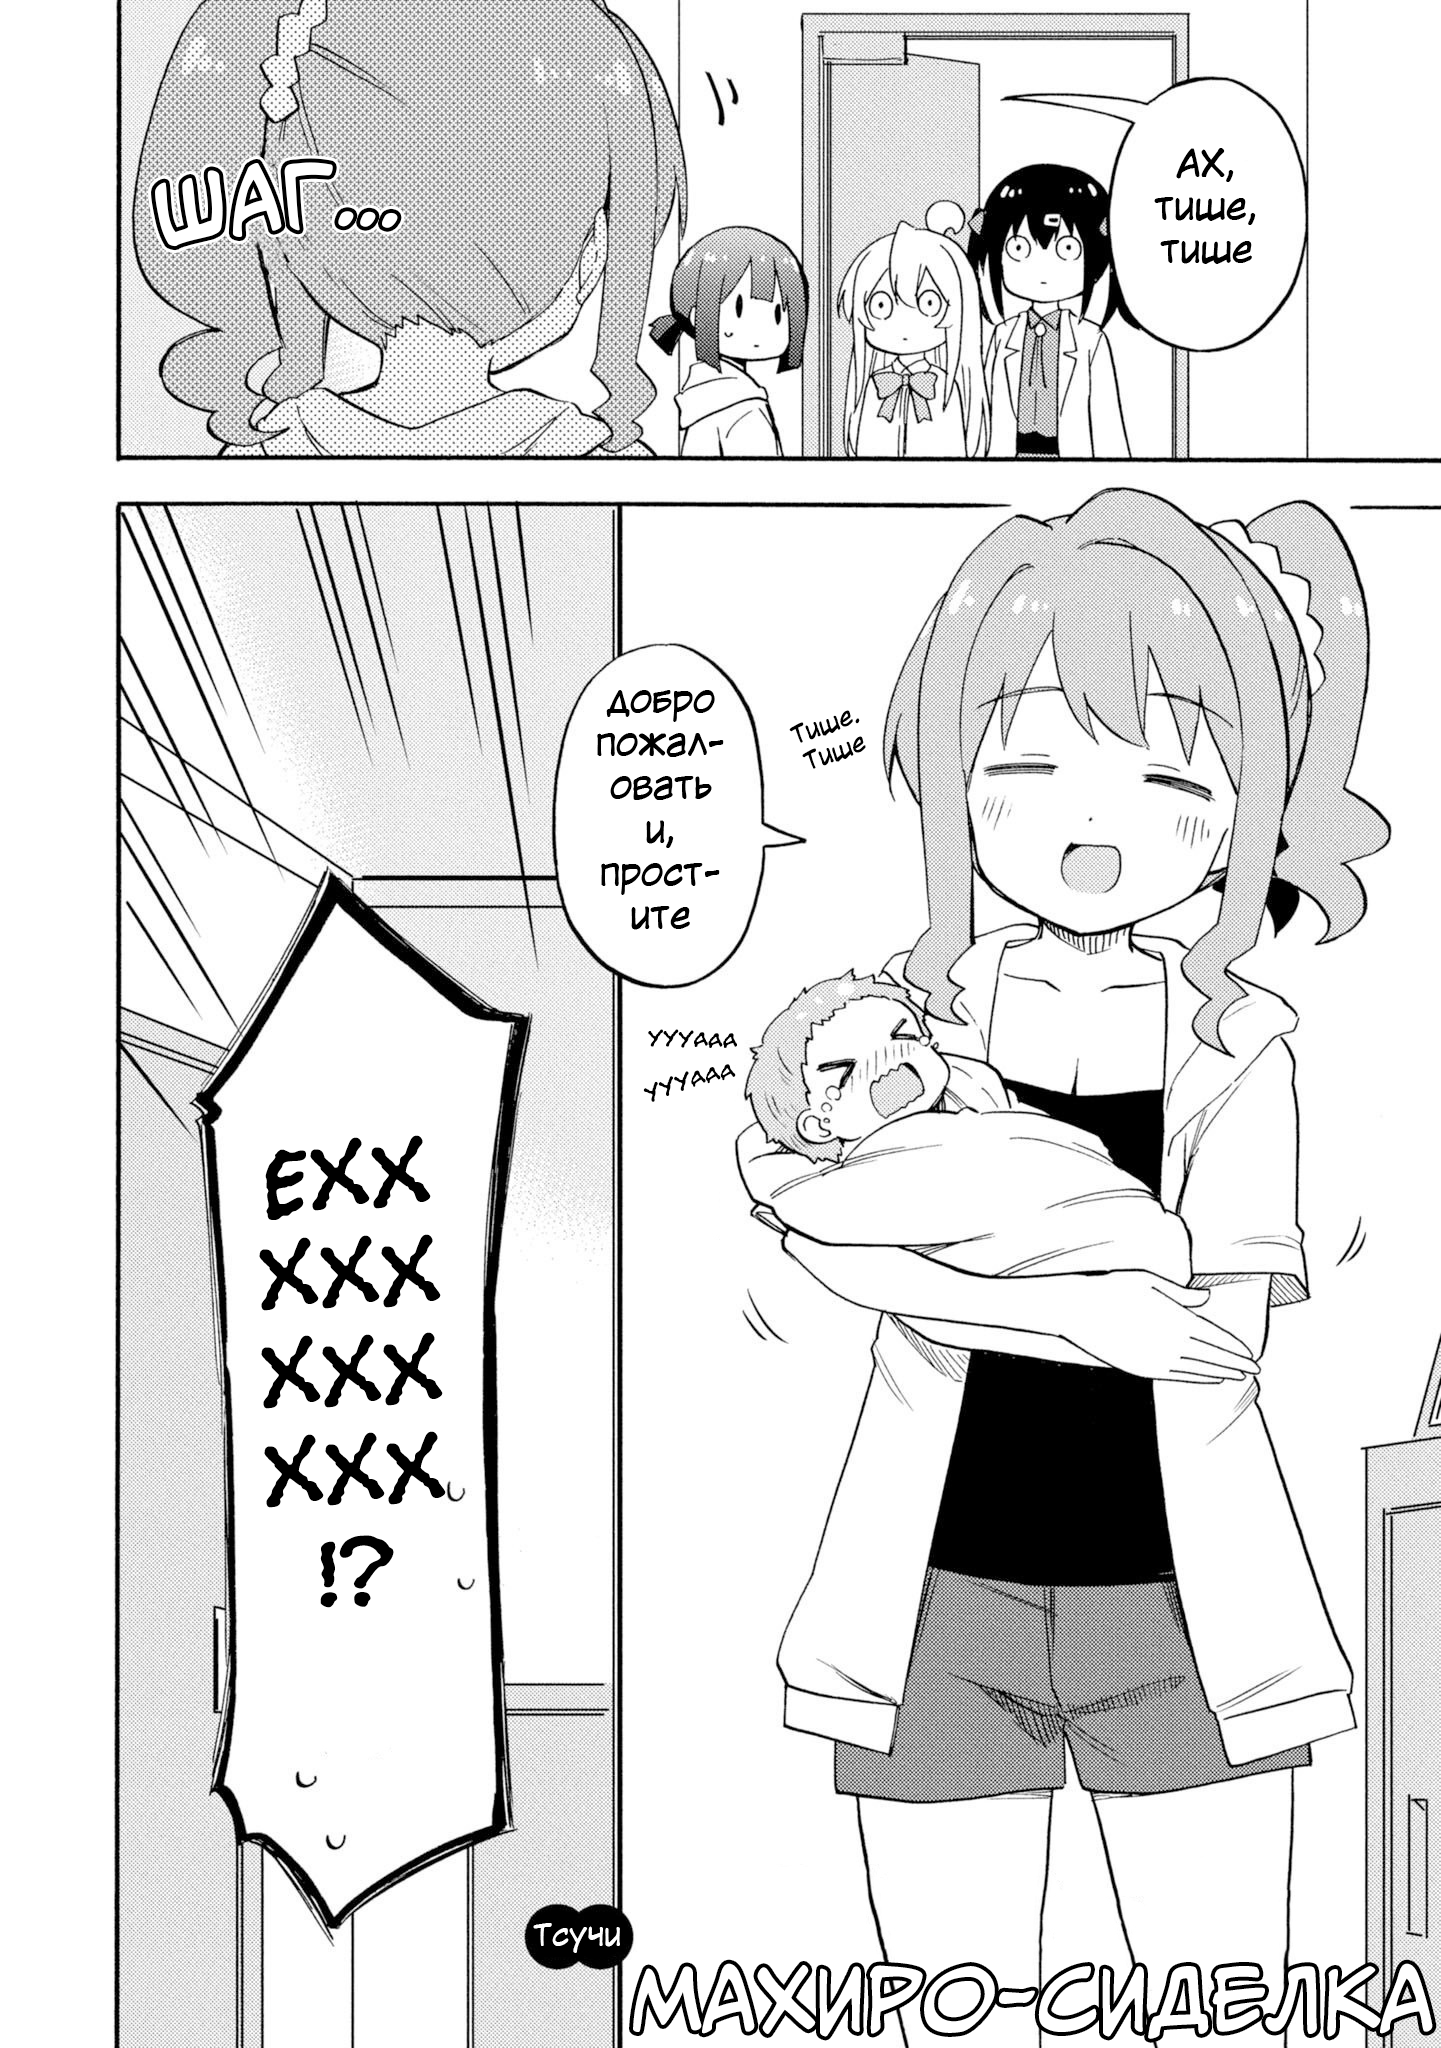 АХ,
ТИШЕ,
ТИШЕ
ШАГ...
ТИШЕ.
ТИШЕ
ДОБРО
ПОЖАЛ-
ОВАТЬ
И,
ПРОСТ-
ИТЕ
УУУААА
УУУААА
ЕХХ
ХХХ
ХХХ
ХХХ
!?
Тсучи
МАХИРО-СИДЕЛКА